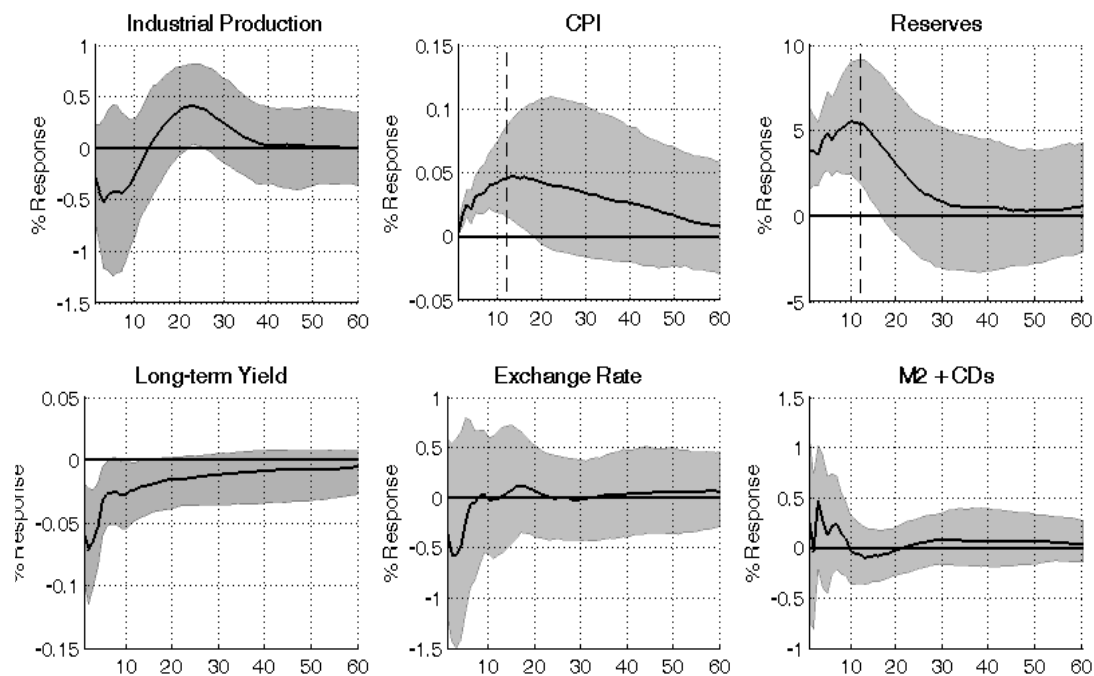 Industrial Production
1
0.5
0
-0.5
-1
-1.5
% Response
10 20 30 40 50 60
CPI
0.15
0.1
0.05
0
-0.05
% Response
10 20 30 40 50 60
Reserves
10
5
0
-5
% Response
10 20 30 40 50 60
Long-term Yield
0.05
0
-0.05
-0.1
-0.15
% Response
10 20 30 40 50 60
Exchange Rate
1
0.5
0
-0.5
-1
-1.5
% Response
10 20 30 40 50 60
M2 + CDs
1.5
1
0.5
0
-0.5
-1
% Response
10 20 30 40 50 60